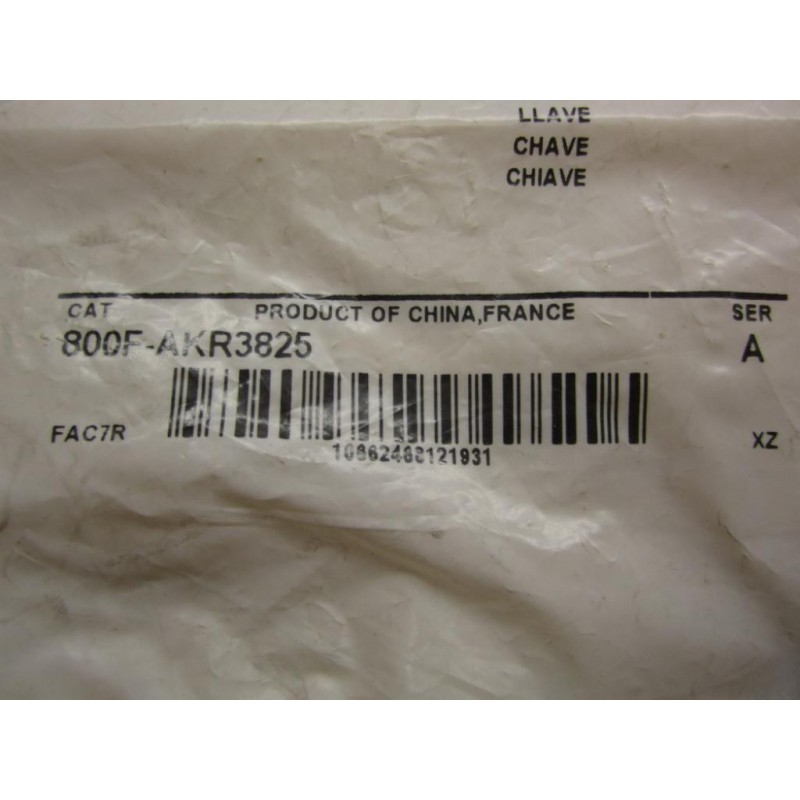 LLAVE
CHAVE
CHIAVE
CAT PRODUCT OF CHINA,FRANCE SER
800F-AKR3825 A
FAC7R XZ
10662468121931